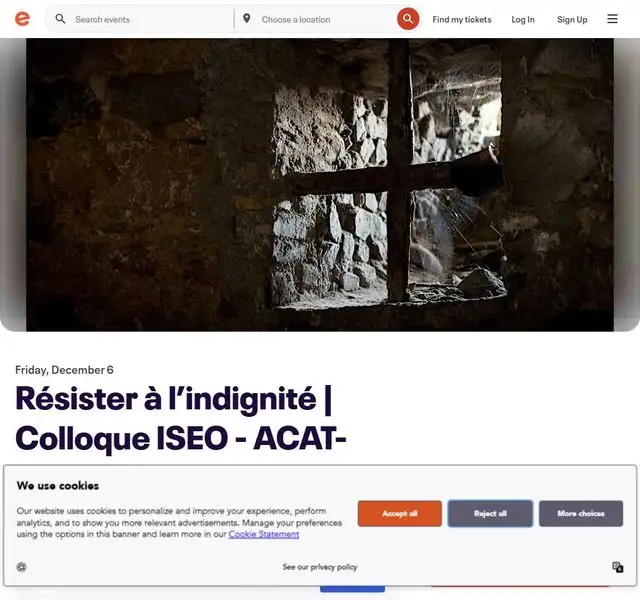 Search events
Choose a location
Find my tickets
Log In
Sign Up
Friday, December 6
Résister à l’indignité |
Colloque ISEO - ACAT-
We use cookies
Our website uses cookies to personalize and improve your experience, perform
analytics, and to show you more relevant advertisements. Manage your preferences
using the options in this banner and learn more in our Cookie Statement
Accept all
Reject all
More choices
See our privacy policy